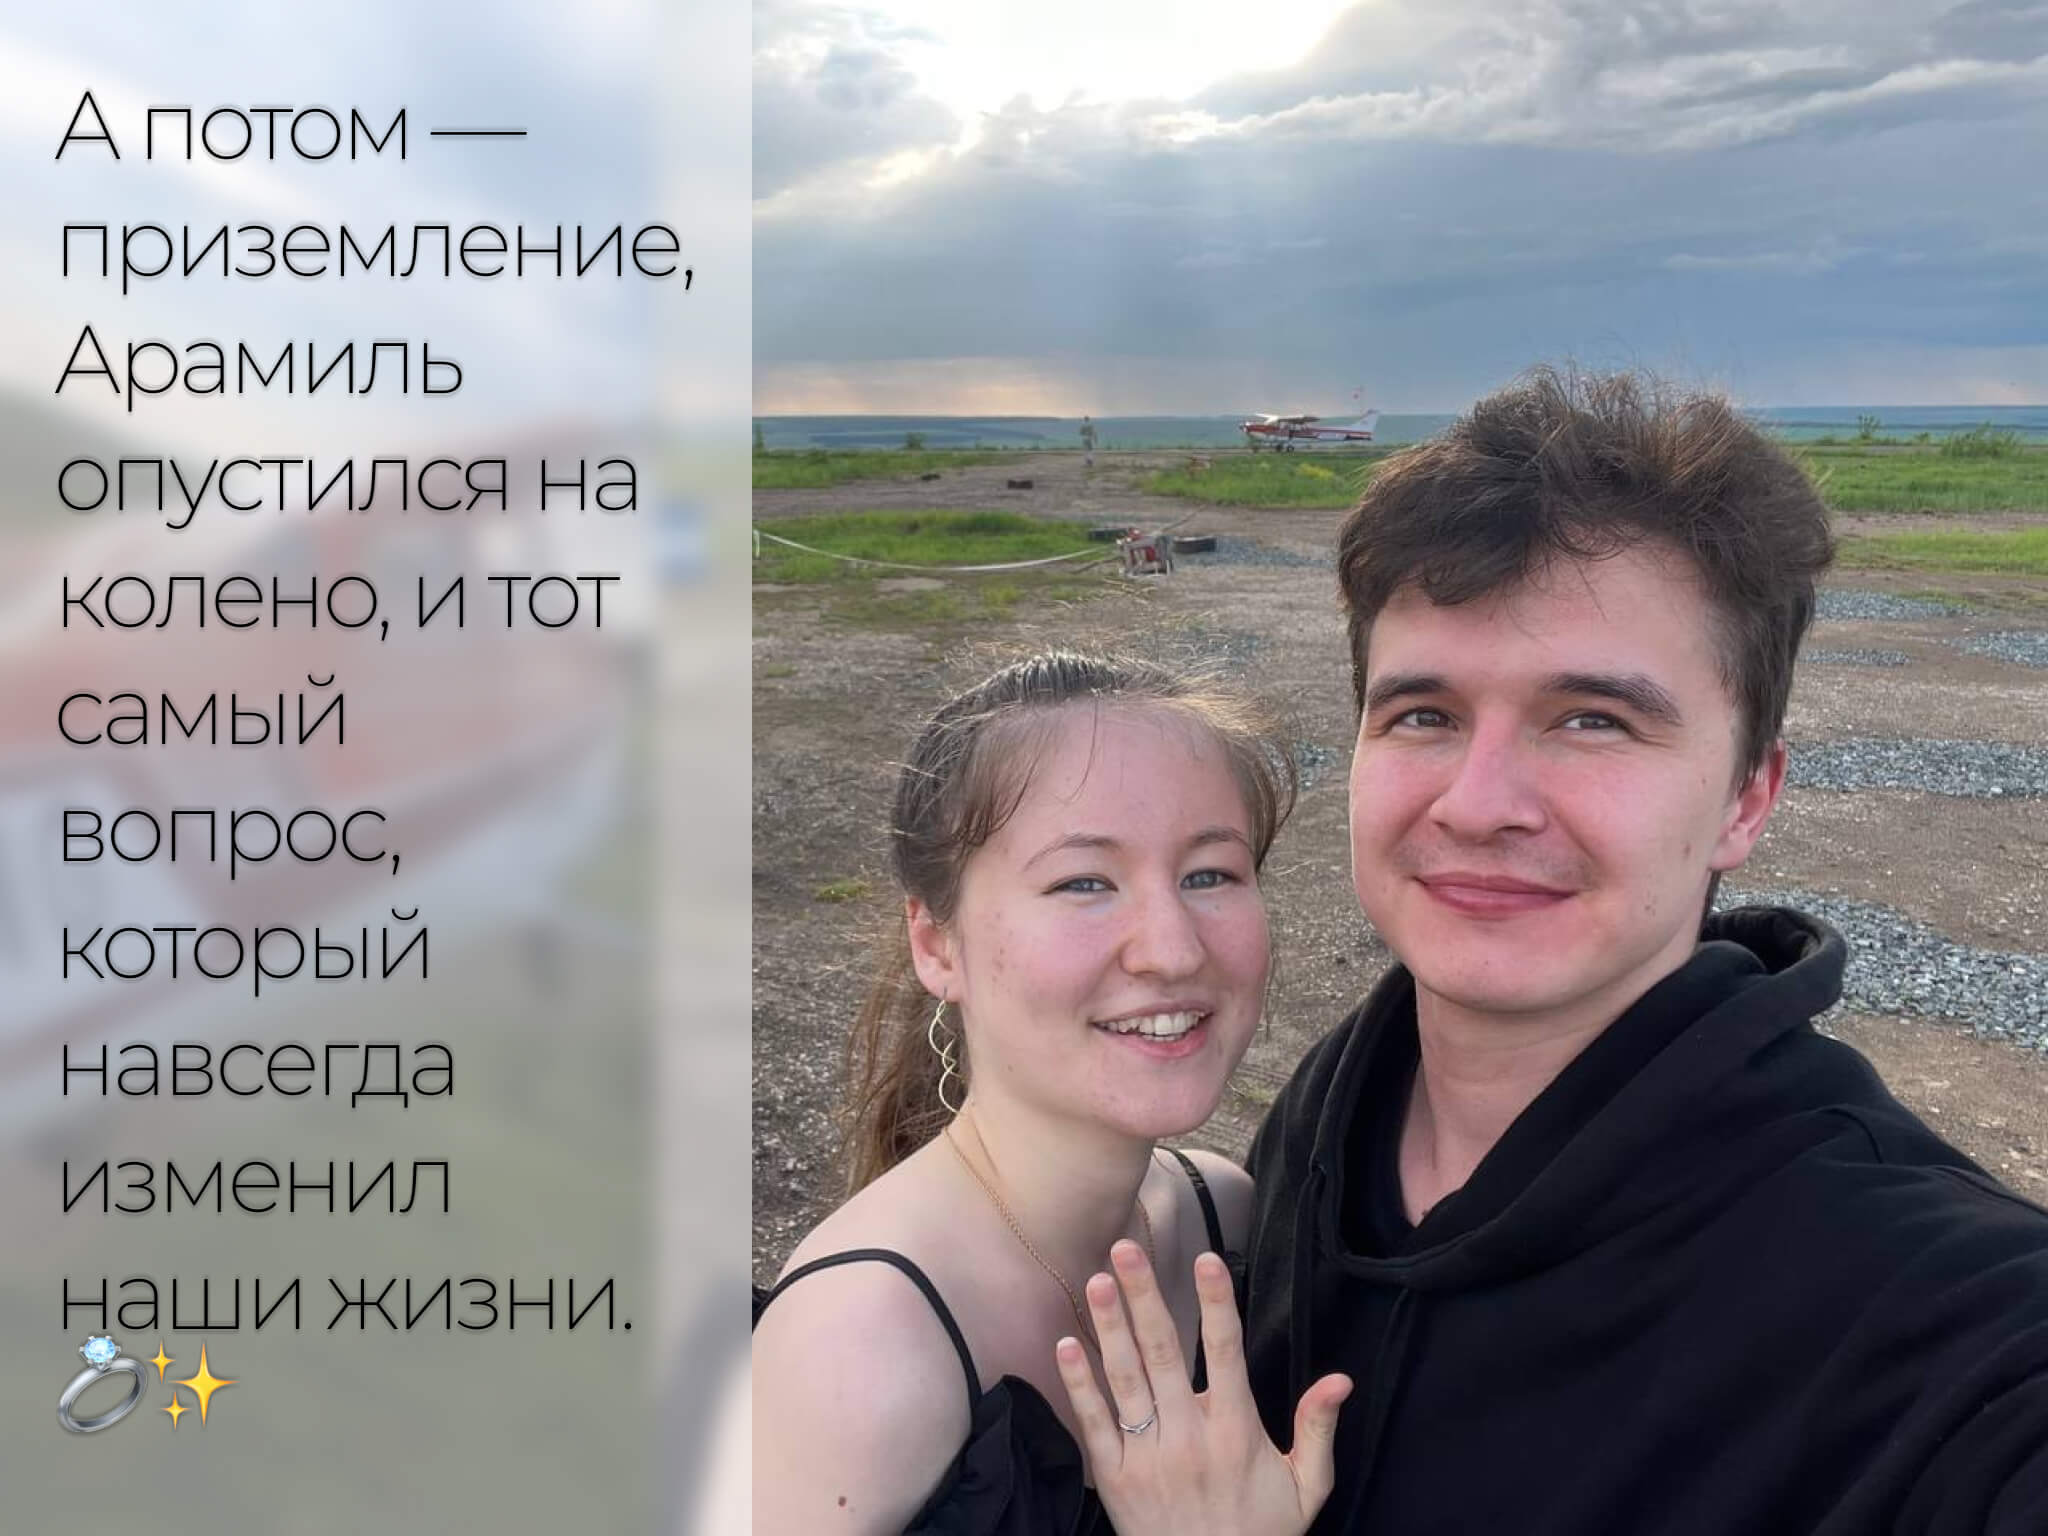 А потом —
приземление,
Арамиль
опустился на
колено, и тот
самый
вопрос,
который
навсегда
изменил
наши жизни.
💍✨